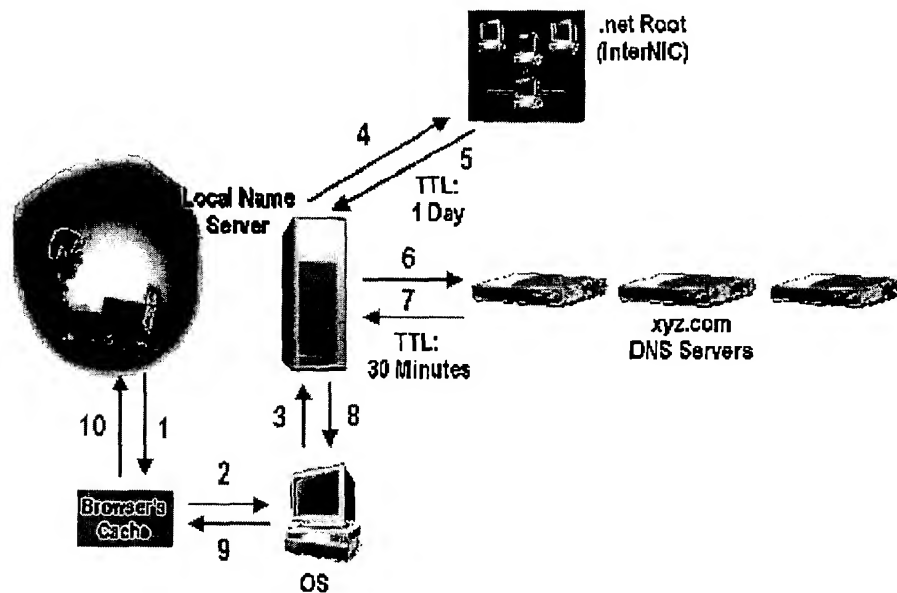 .net Root
(InterNIC)
4
5
TTL:
1 Day
Local Name
Server
6
7
TTL:
30 Minutes
xyz.com
DNS Servers
10
1
3
8
2
9
Browser's
Cache
OS